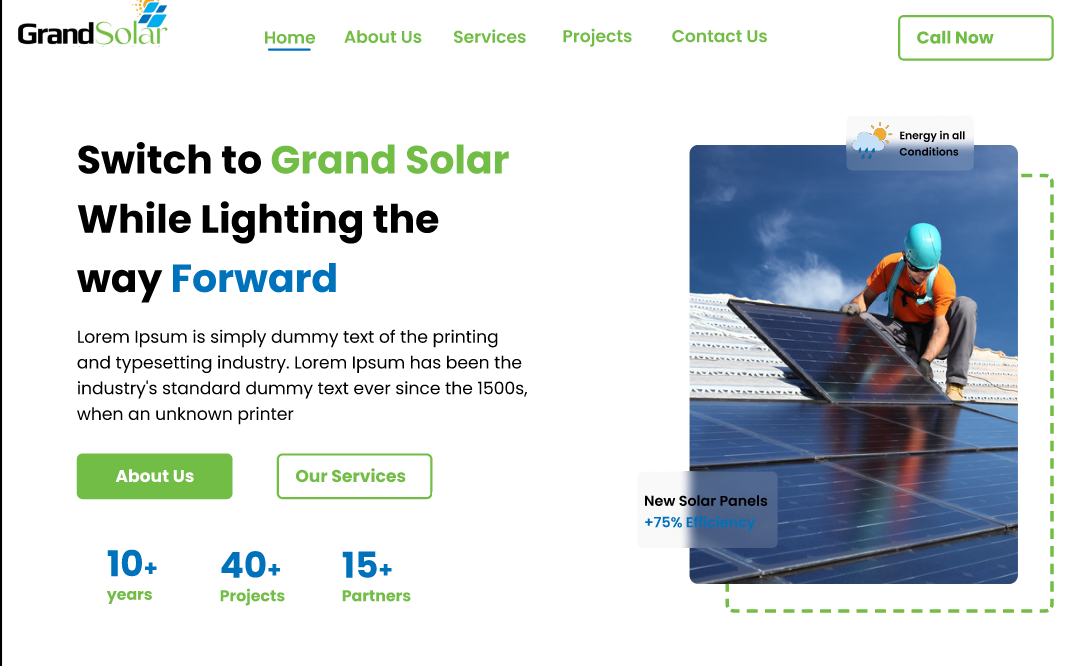 GrandSolar
Home About Us Services Projects Contact Us
Call Now
Energy in all
Conditions
Switch to Grand Solar
While Lighting the
way Forward
Lorem Ipsum is simply dummy text of the printing
and typesetting industry. Lorem Ipsum has been the
industry's standard dummy text ever since the 1500s,
when an unknown printer
About Us
Our Services
New Solar Panels
+75% Efficiency
10+
years
40+
Projects
15+
Partners